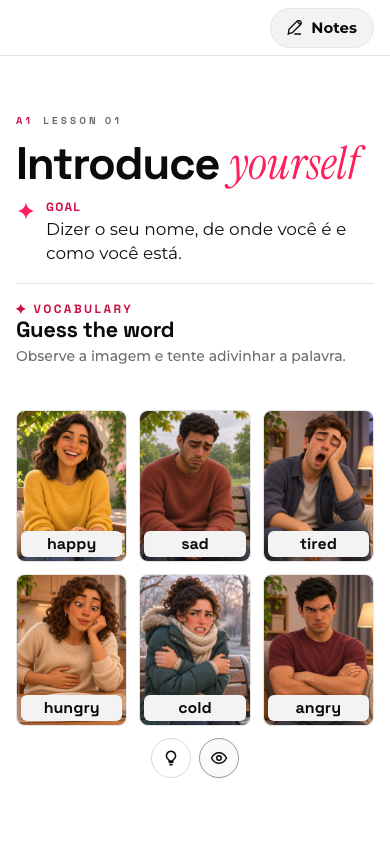 Notes
A1 LESSON 01
Introduce yourself
GOAL
Dizer o seu nome, de onde você é e
como você está.
VOCABULARY
Guess the word
Observe a imagem e tente adivinhar a palavra.
happy sad tired
hungry cold angry